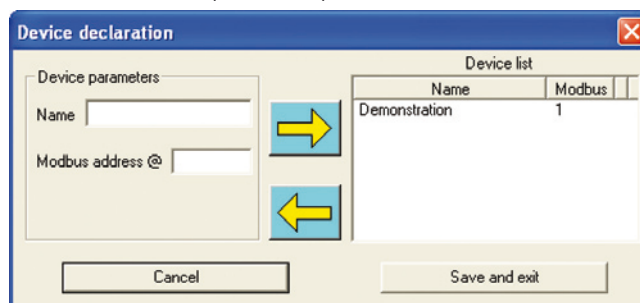 Device declaration
Device parameters
Name
Modbus address @
Device list
Name Modbus
Demonstration 1
Cancel
Save and exit